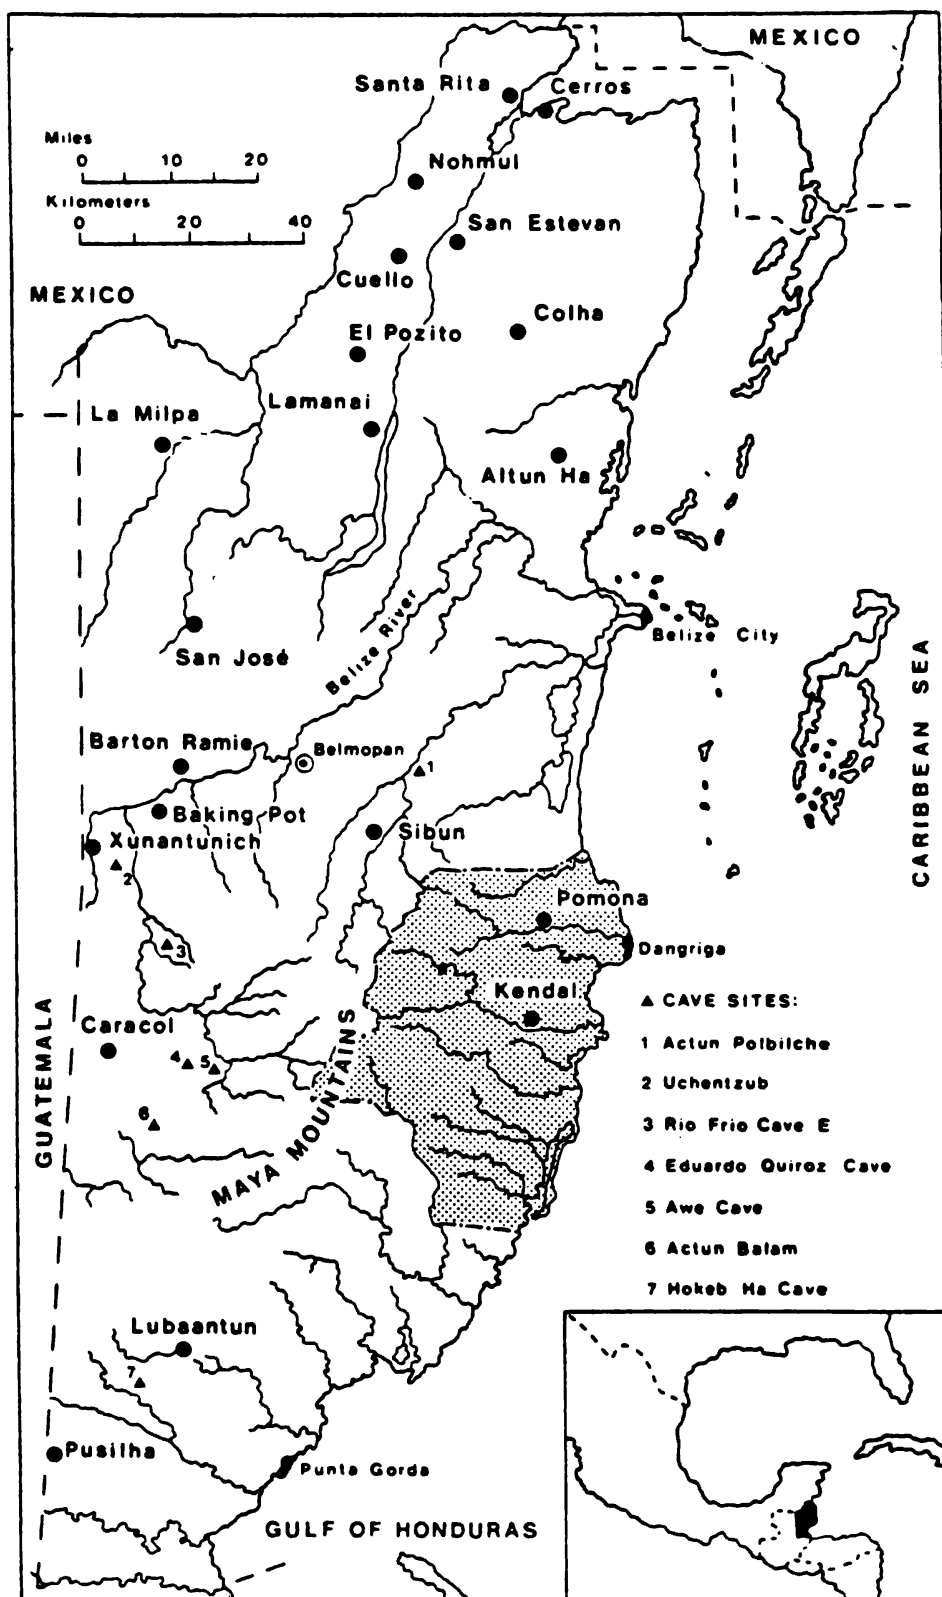 MEXICO
Santa Rita
Cerros
Miles
0 10 20
Nohmul
Kilometers
0 20 40
San Estevan
Cuello
MEXICO
Colha
El Pozito
Lamanai
La Milpa
Altun Ha
Belize River
Belize City
San José
CARIBBEAN SEA
Barton Ramie
Belmopan
1
Baking Pot
Sibun
Xunantunich
2
Pomona
3
Dangriga
Kendal
▲ CAVE SITES:
GUATEMALA
Caracol
1 Actun Polbilche
4
5
2 Uchentzub
6
3 Rio Frio Cave E
MAYA MOUNTAINS
4 Eduardo Quiroz Cave
5 Awe Cave
6 Actun Balam
7 Hokeb Ha Cave
Lubaantun
7
Pusilha
Punta Gorda
GULF OF HONDURAS